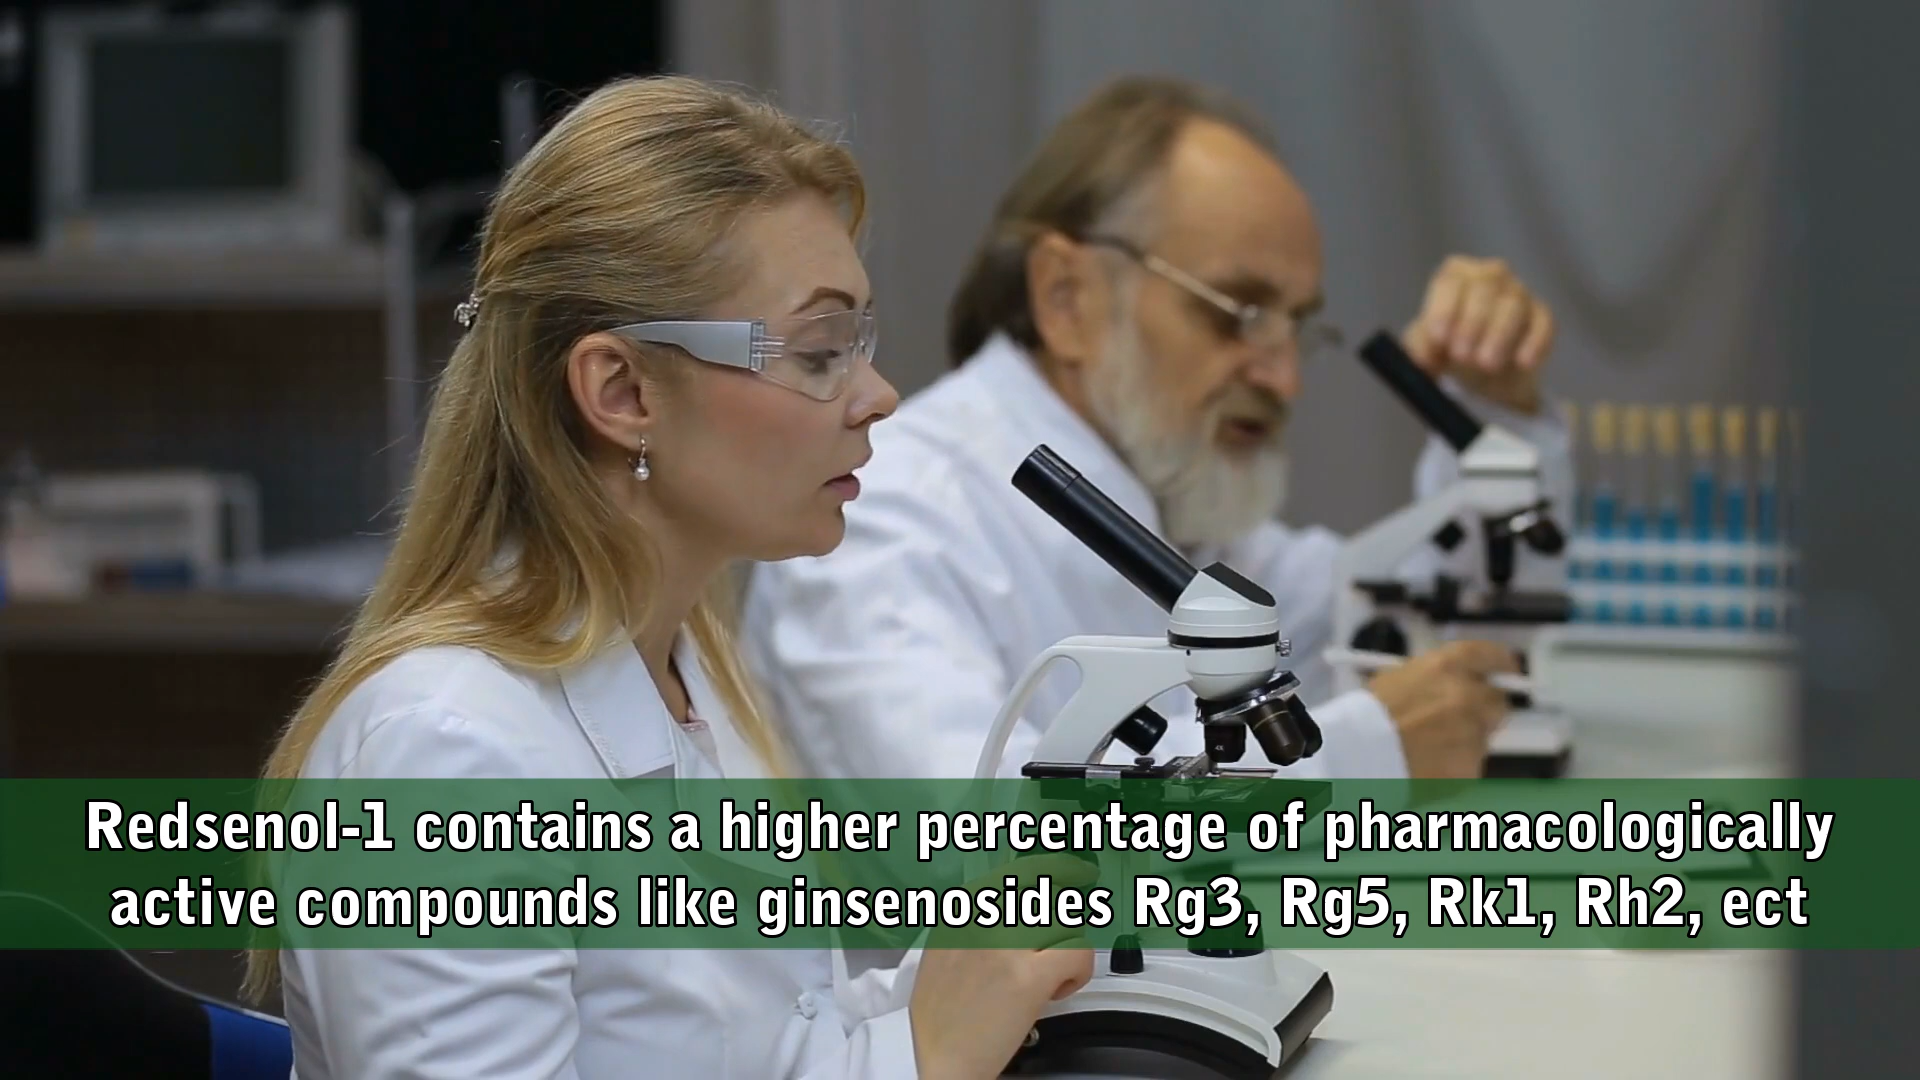 Redsenol-1 contains a higher percentage of pharmacologically
active compounds like ginsenosides Rg3, Rg5, Rk1, Rh2, ect